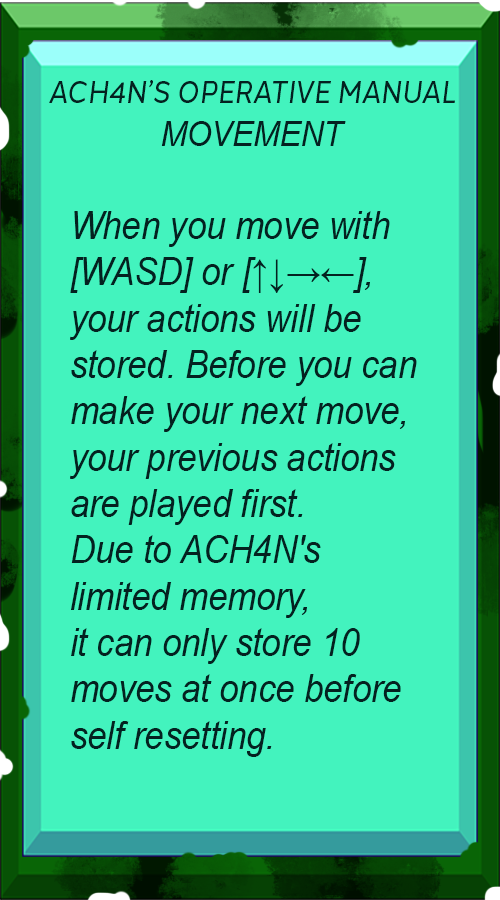 ACH4N’S OPERATIVE MANUAL
MOVEMENT
When you move with
[WASD] or [↑↓→←],
your actions will be
stored. Before you can
make your next move,
your previous actions
are played first.
Due to ACH4N's
limited memory,
it can only store 10
moves at once before
self resetting.